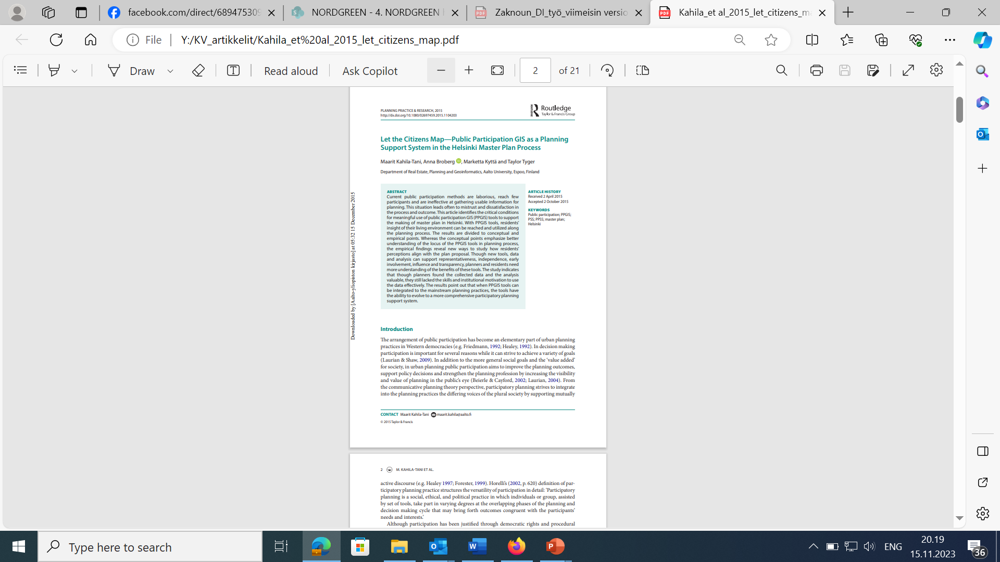 facebook.com/direct/689475309
NORDGREEN - 4. NORDGREEN
Zaknoun_DI_työ_viimeisin versio
Kahila_et al_2015_let_citizens_ma
File
Y:/KV_artikkelit/Kahila_et%20al_2015_let_citizens_map.pdf
Draw
Read aloud
Ask Copilot
2
of 21
PLANNING PRACTICE & RESEARCH, 2015
http://dx.doi.org/10.1080/02697459.2015.1104203
ROUTLEDGE
Routledge
Taylor & Francis Group
Let the Citizens Map—Public Participation GIS as a Planning
Support System in the Helsinki Master Plan Process
Maarit Kahila-Tani, Anna Broberg iD, Marketta Kyttä and Taylor Tyger
Department of Real Estate, Planning and Geoinformatics, Aalto University, Espoo, Finland
Downloaded by [Aalto-yliopiston kirjasto] at 05:32 15 December 2015
ABSTRACT
Current public participation methods are laborious, reach few
participants and are ineffective at gathering usable information for
planning. This situation leads often to mistrust and dissatisfaction in
the process and outcome. This article identifies the critical conditions
for meaningful use of public participation GIS (PPGIS) tools to support
the making of master plan in Helsinki. With PPGIS tools, residents'
insight of their living environment can be reached and utilized along
the planning process. The results are divided to conceptual and
empirical points. Whereas the conceptual points emphasize better
understanding of the locus of the PPGIS tools in planning process,
the empirical findings reveal new ways to study how residents'
perceptions align with the plan proposal. Though new tools, data
and analysis can support representativeness, independence, early
involvement, influence and transparency, planners and residents need
more understanding of the benefits of these tools. The study indicates
that though planners found the collected data and the analysis
valuable, they still lacked the skills and institutional motivation to use
the data effectively. The results point out that when PPGIS tools can
be integrated to the mainstream planning practices, the tools have
the ability to evolve to a more comprehensive participatory planning
support system.
ARTICLE HISTORY
Received 2 April 2015
Accepted 2 October 2015
KEYWORDS
Public participation; PPGIS;
PSS; PPSS; master plan;
Helsinki
Introduction
The arrangement of public participation has become an elementary part of urban planning
practices in Western democracies (e.g. Friedmann, 1992; Healey, 1992). In decision making
participation is important for several reasons while it can strive to achieve a variety of goals
(Laurian & Shaw, 2009). In addition to the more general social goals and the 'value added'
for society, in urban planning public participation aims to improve the planning outcomes,
support policy decisions and strengthen the planning profession by increasing the visibility
and value of planning in the public's eye (Beierle & Cayford, 2002; Laurian, 2004). From
the communicative planning theory perspective, participatory planning strives to integrate
into the planning practices the differing voices of the plural society by supporting mutually
CONTACT Maarit Kahila-Tani maarit.kahila@aalto.fi
© 2015 Taylor & Francis
2 M. KAHILA-TANI ET AL.
active discourse (e.g. Healey 1997; Forester, 1999). Horelli's (2002, p. 620) definition of par-
ticipatory planning practice structures the versatility of participation in detail: 'Participatory
planning is a social, ethical, and political practice in which individuals or group, assisted
by set of tools, take part in varying degrees at the overlapping phases of the planning and
decision making cycle that may bring forth outcomes congruent with the participants'
needs and interests.'
Although participation has been justified through democratic rights and procedural
Type here to search
ENG
20.19
15.11.2023
36